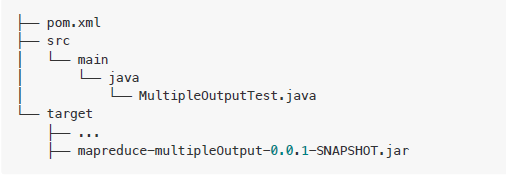 ├── pom.xml
├── src
│   └── main
│       └── java
│           └── MultipleOutputTest.java
└── target
    ├── ...
    ├── mapreduce-multipleOutput-0.0.1-SNAPSHOT.jar